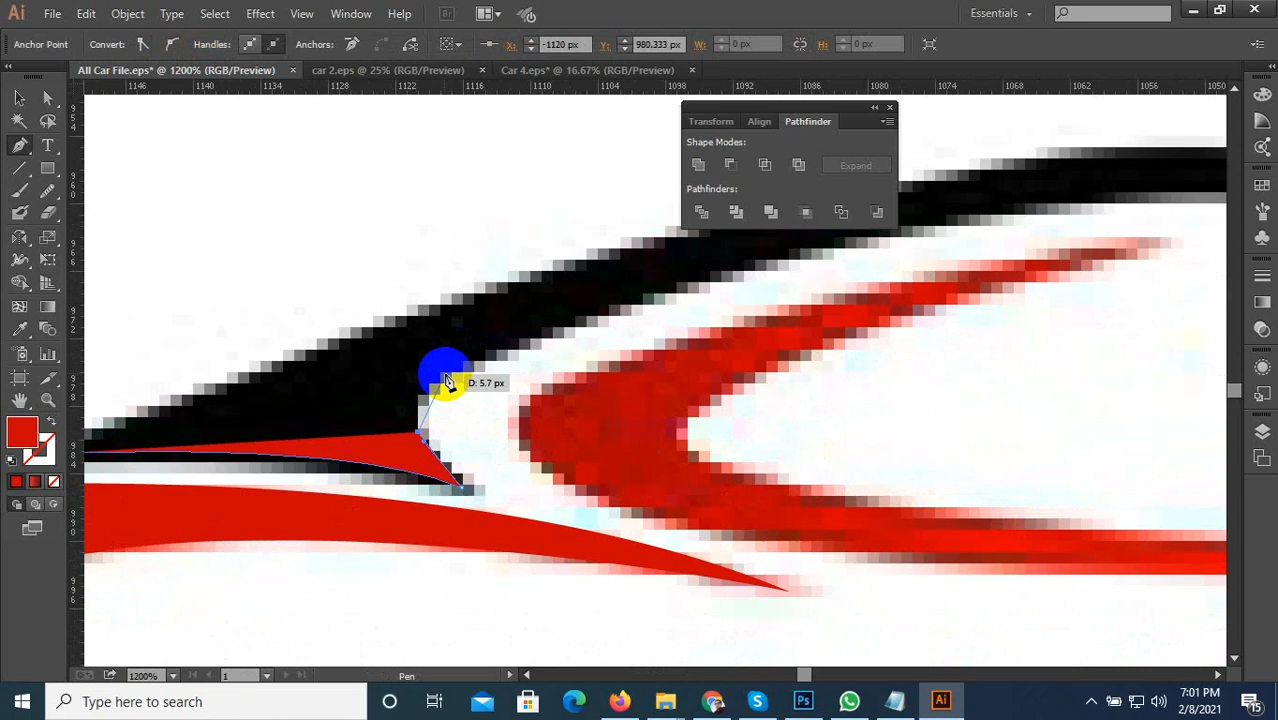 Ai File Edit Object Type Select Effect View Window Help Br Essentials
Anchor Point Convert: Handles: Anchors: X: -1120 px Y: 980.333 px W: 0 px H: 0 px
All Car File.eps* @ 1200% (RGB/Preview) × car 2.eps @ 25% (RGB/Preview) × Car 4.eps* @ 16.67% (RGB/Preview) ×
1146 1140 1134 1128 1122 1116 1110 1104 1098 1092 1086 1080 1074 1068 1062 1056 1050
Transform Align Pathfinder
Shape Modes:
Expand
Pathfinders:
D: 5.7 px
1200% 1 Pen
Type here to search
Ps
Ai
7:01 PM
2/8/2021
15